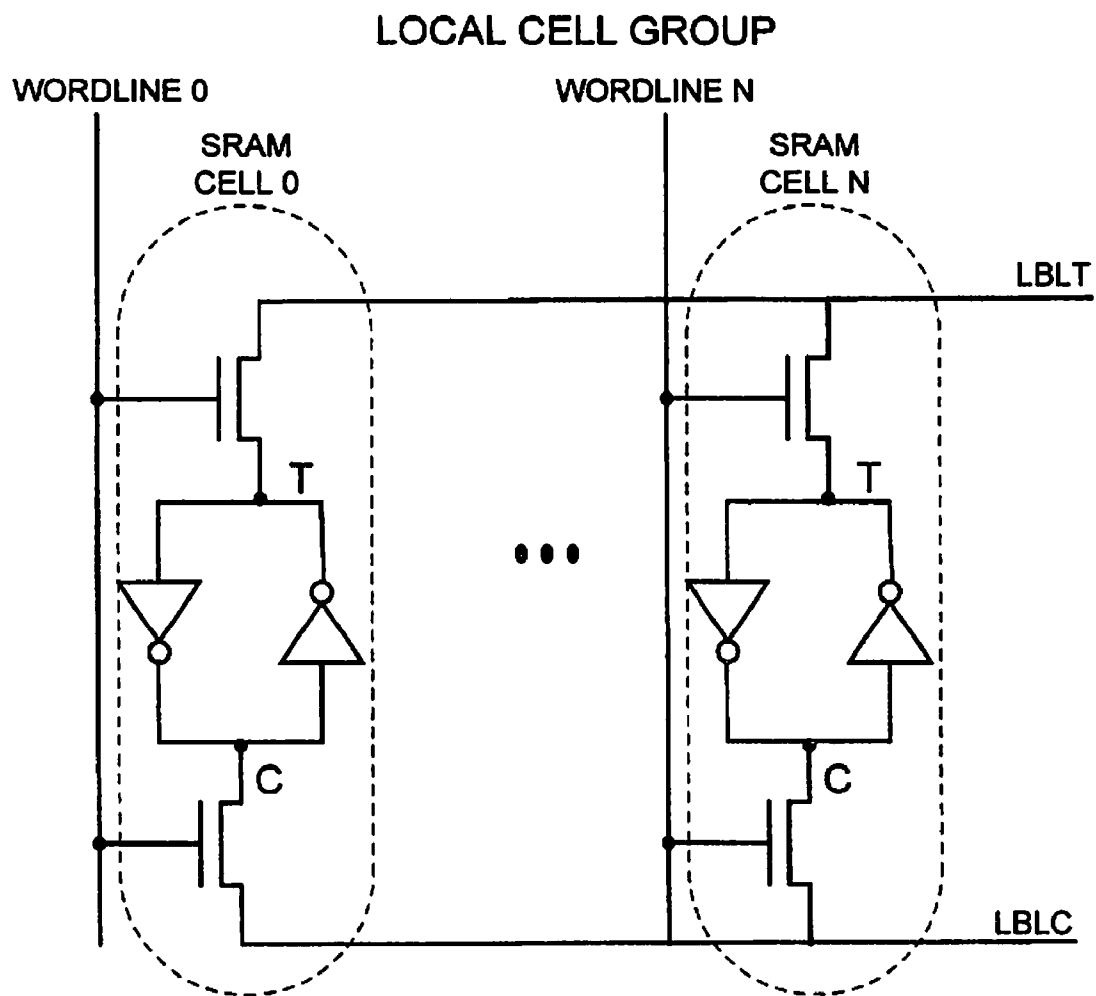 LOCAL CELL GROUP
WORDLINE 0
WORDLINE N
SRAM
CELL 0
SRAM
CELL N
LBLT
T
T
C
C
LBLC